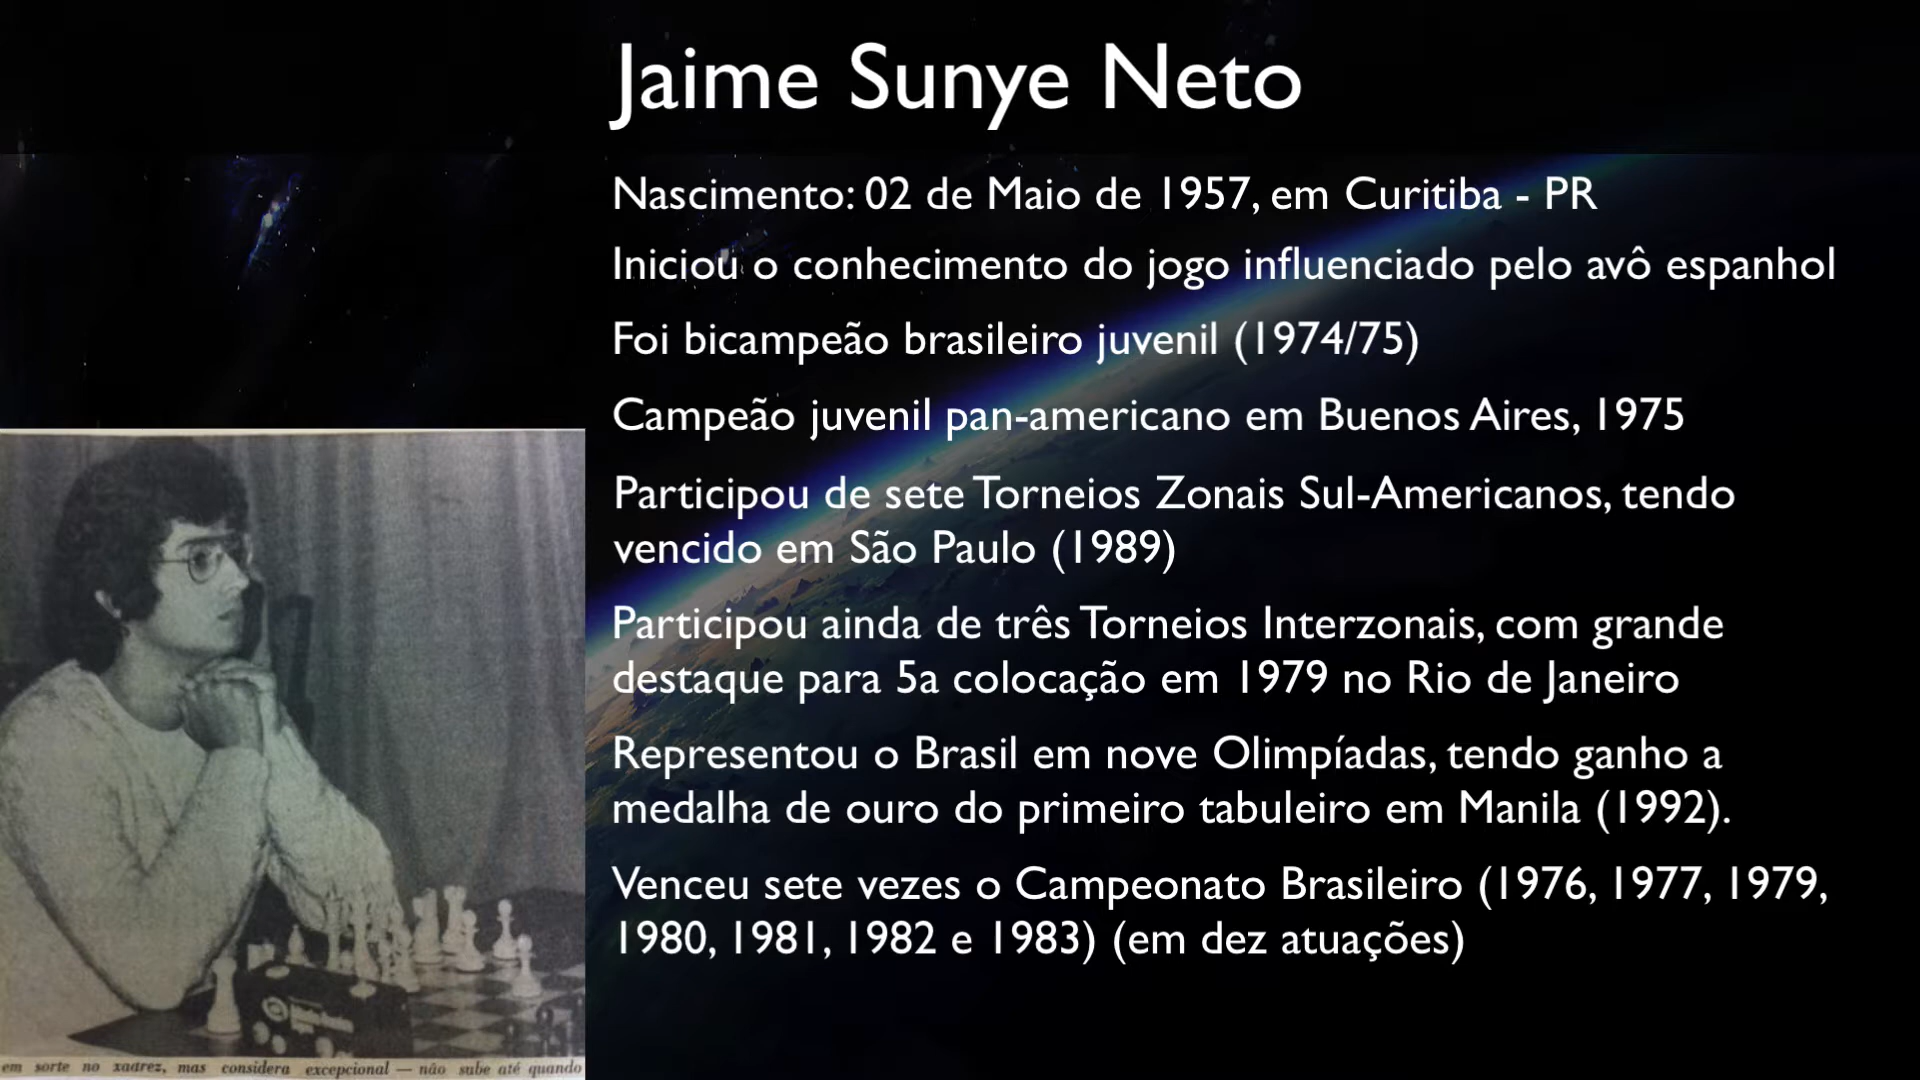 Jaime Sunye Neto
Nascimento: 02 de Maio de 1957, em Curitiba - PR
Iniciou o conhecimento do jogo influenciado pelo avô espanhol
Foi bicampeão brasileiro juvenil (1974/75)
Campeão juvenil pan-americano em Buenos Aires, 1975
Participou de sete Torneios Zonais Sul-Americanos, tendo
vencido em São Paulo (1989)
Participou ainda de três Torneios Interzonais, com grande
destaque para 5a colocação em 1979 no Rio de Janeiro
Representou o Brasil em nove Olimpíadas, tendo ganho a
medalha de ouro do primeiro tabuleiro em Manila (1992).
Venceu sete vezes o Campeonato Brasileiro (1976, 1977, 1979,
1980, 1981, 1982 e 1983) (em dez atuações)
em sorte no xadrez, mas considera excepcional — não sube até quando